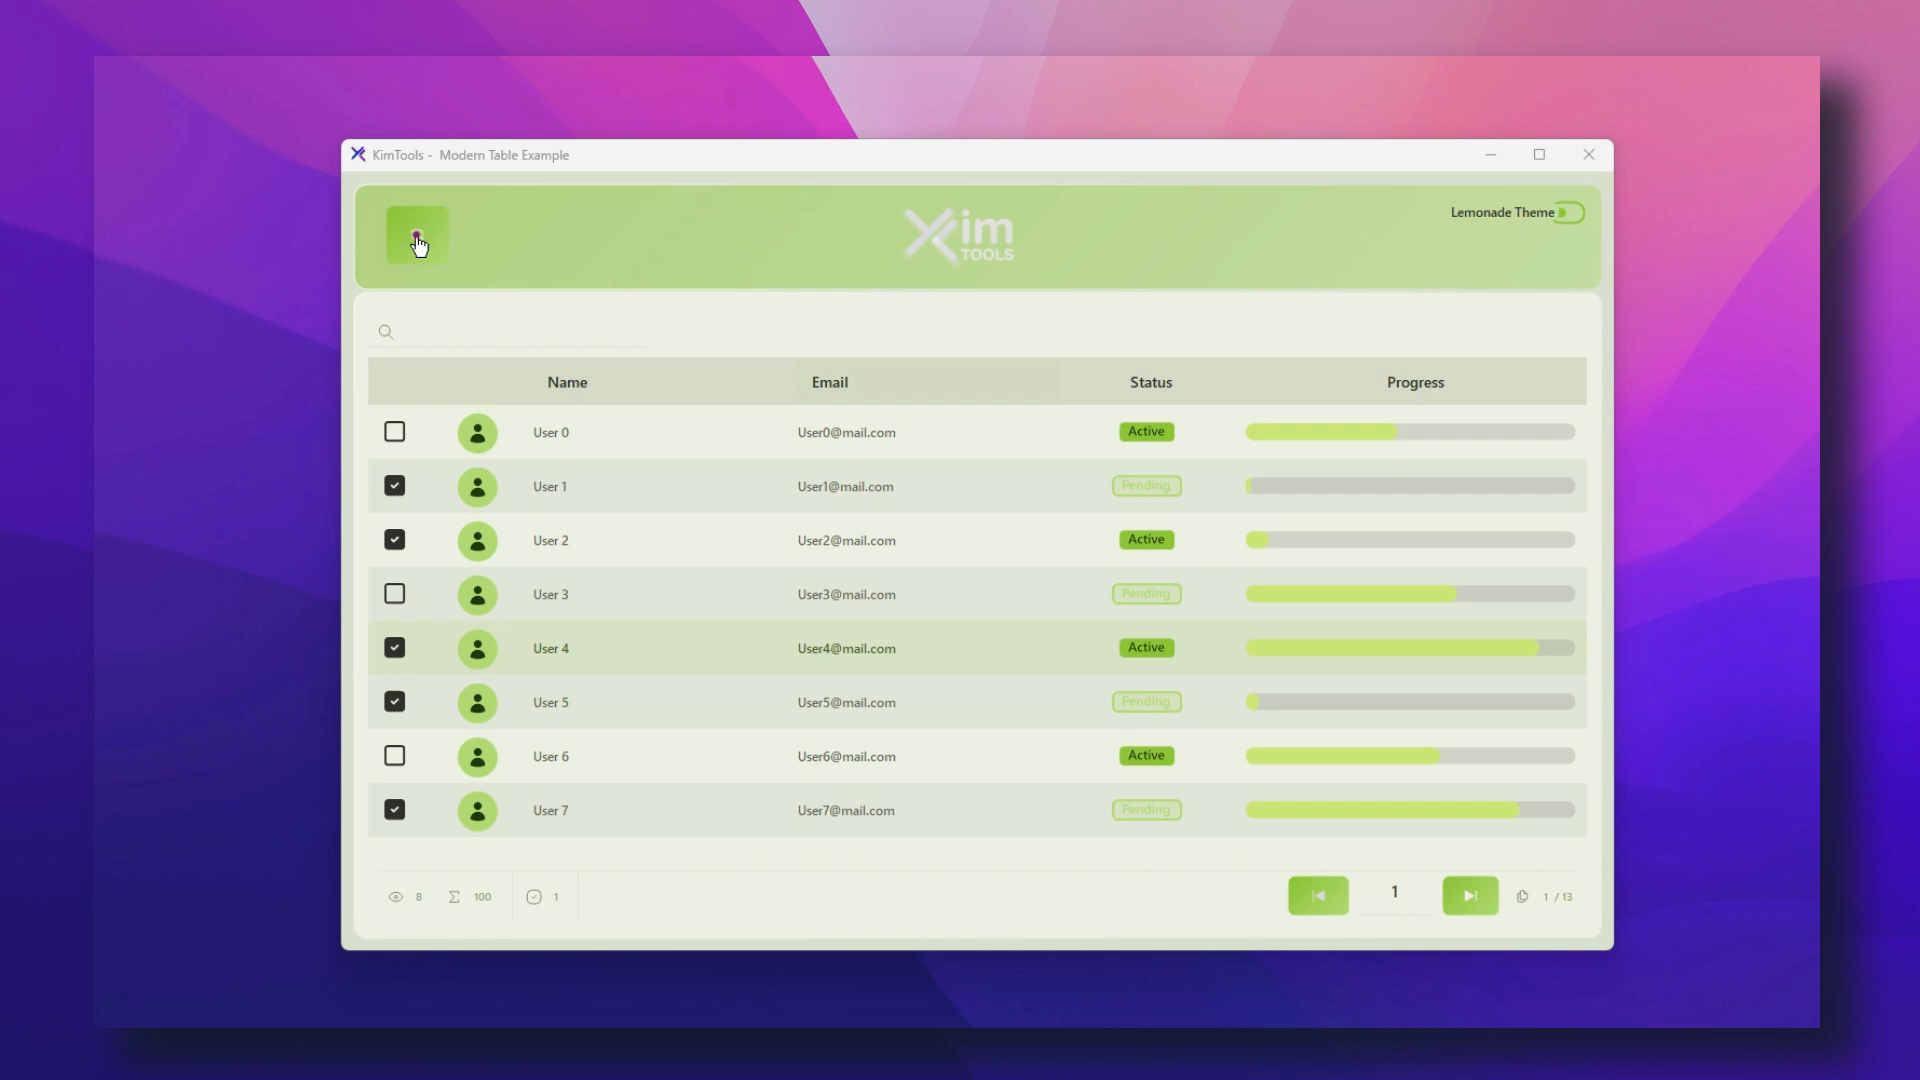 KimTools - Modern Table Example
Lemonade Theme
Xim
TOOLS
Name Email Status Progress
User 0 User0@mail.com Active
User 1 User1@mail.com Pending
User 2 User2@mail.com Active
User 3 User3@mail.com Pending
User 4 User4@mail.com Active
User 5 User5@mail.com Pending
User 6 User6@mail.com Active
User 7 User7@mail.com Pending
8 Σ 100 1 1 1 / 13